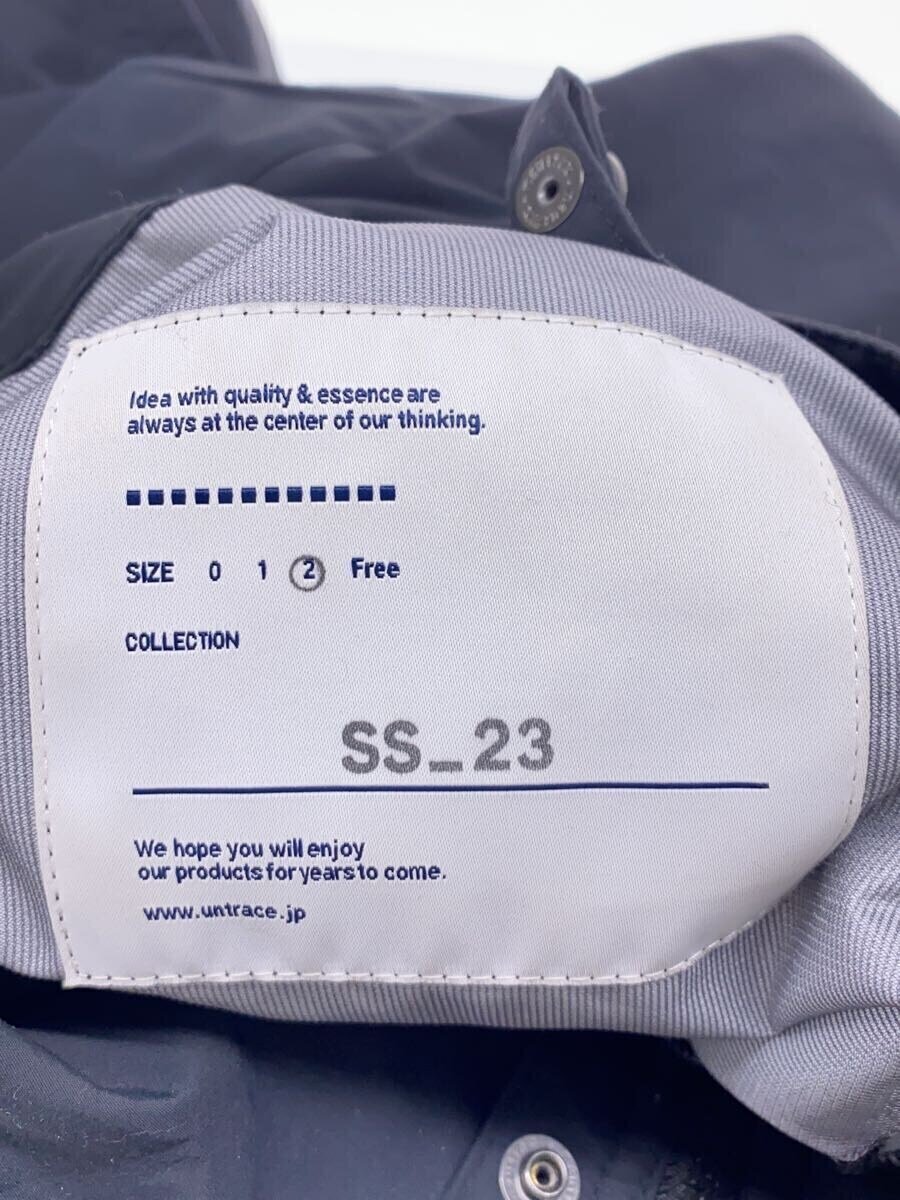 Idea with quality & essence are
always at the center of our thinking.
SIZE 0 1 2 Free
COLLECTION
SS_23
We hope you will enjoy
our products for years to come.
www.untrace.jp